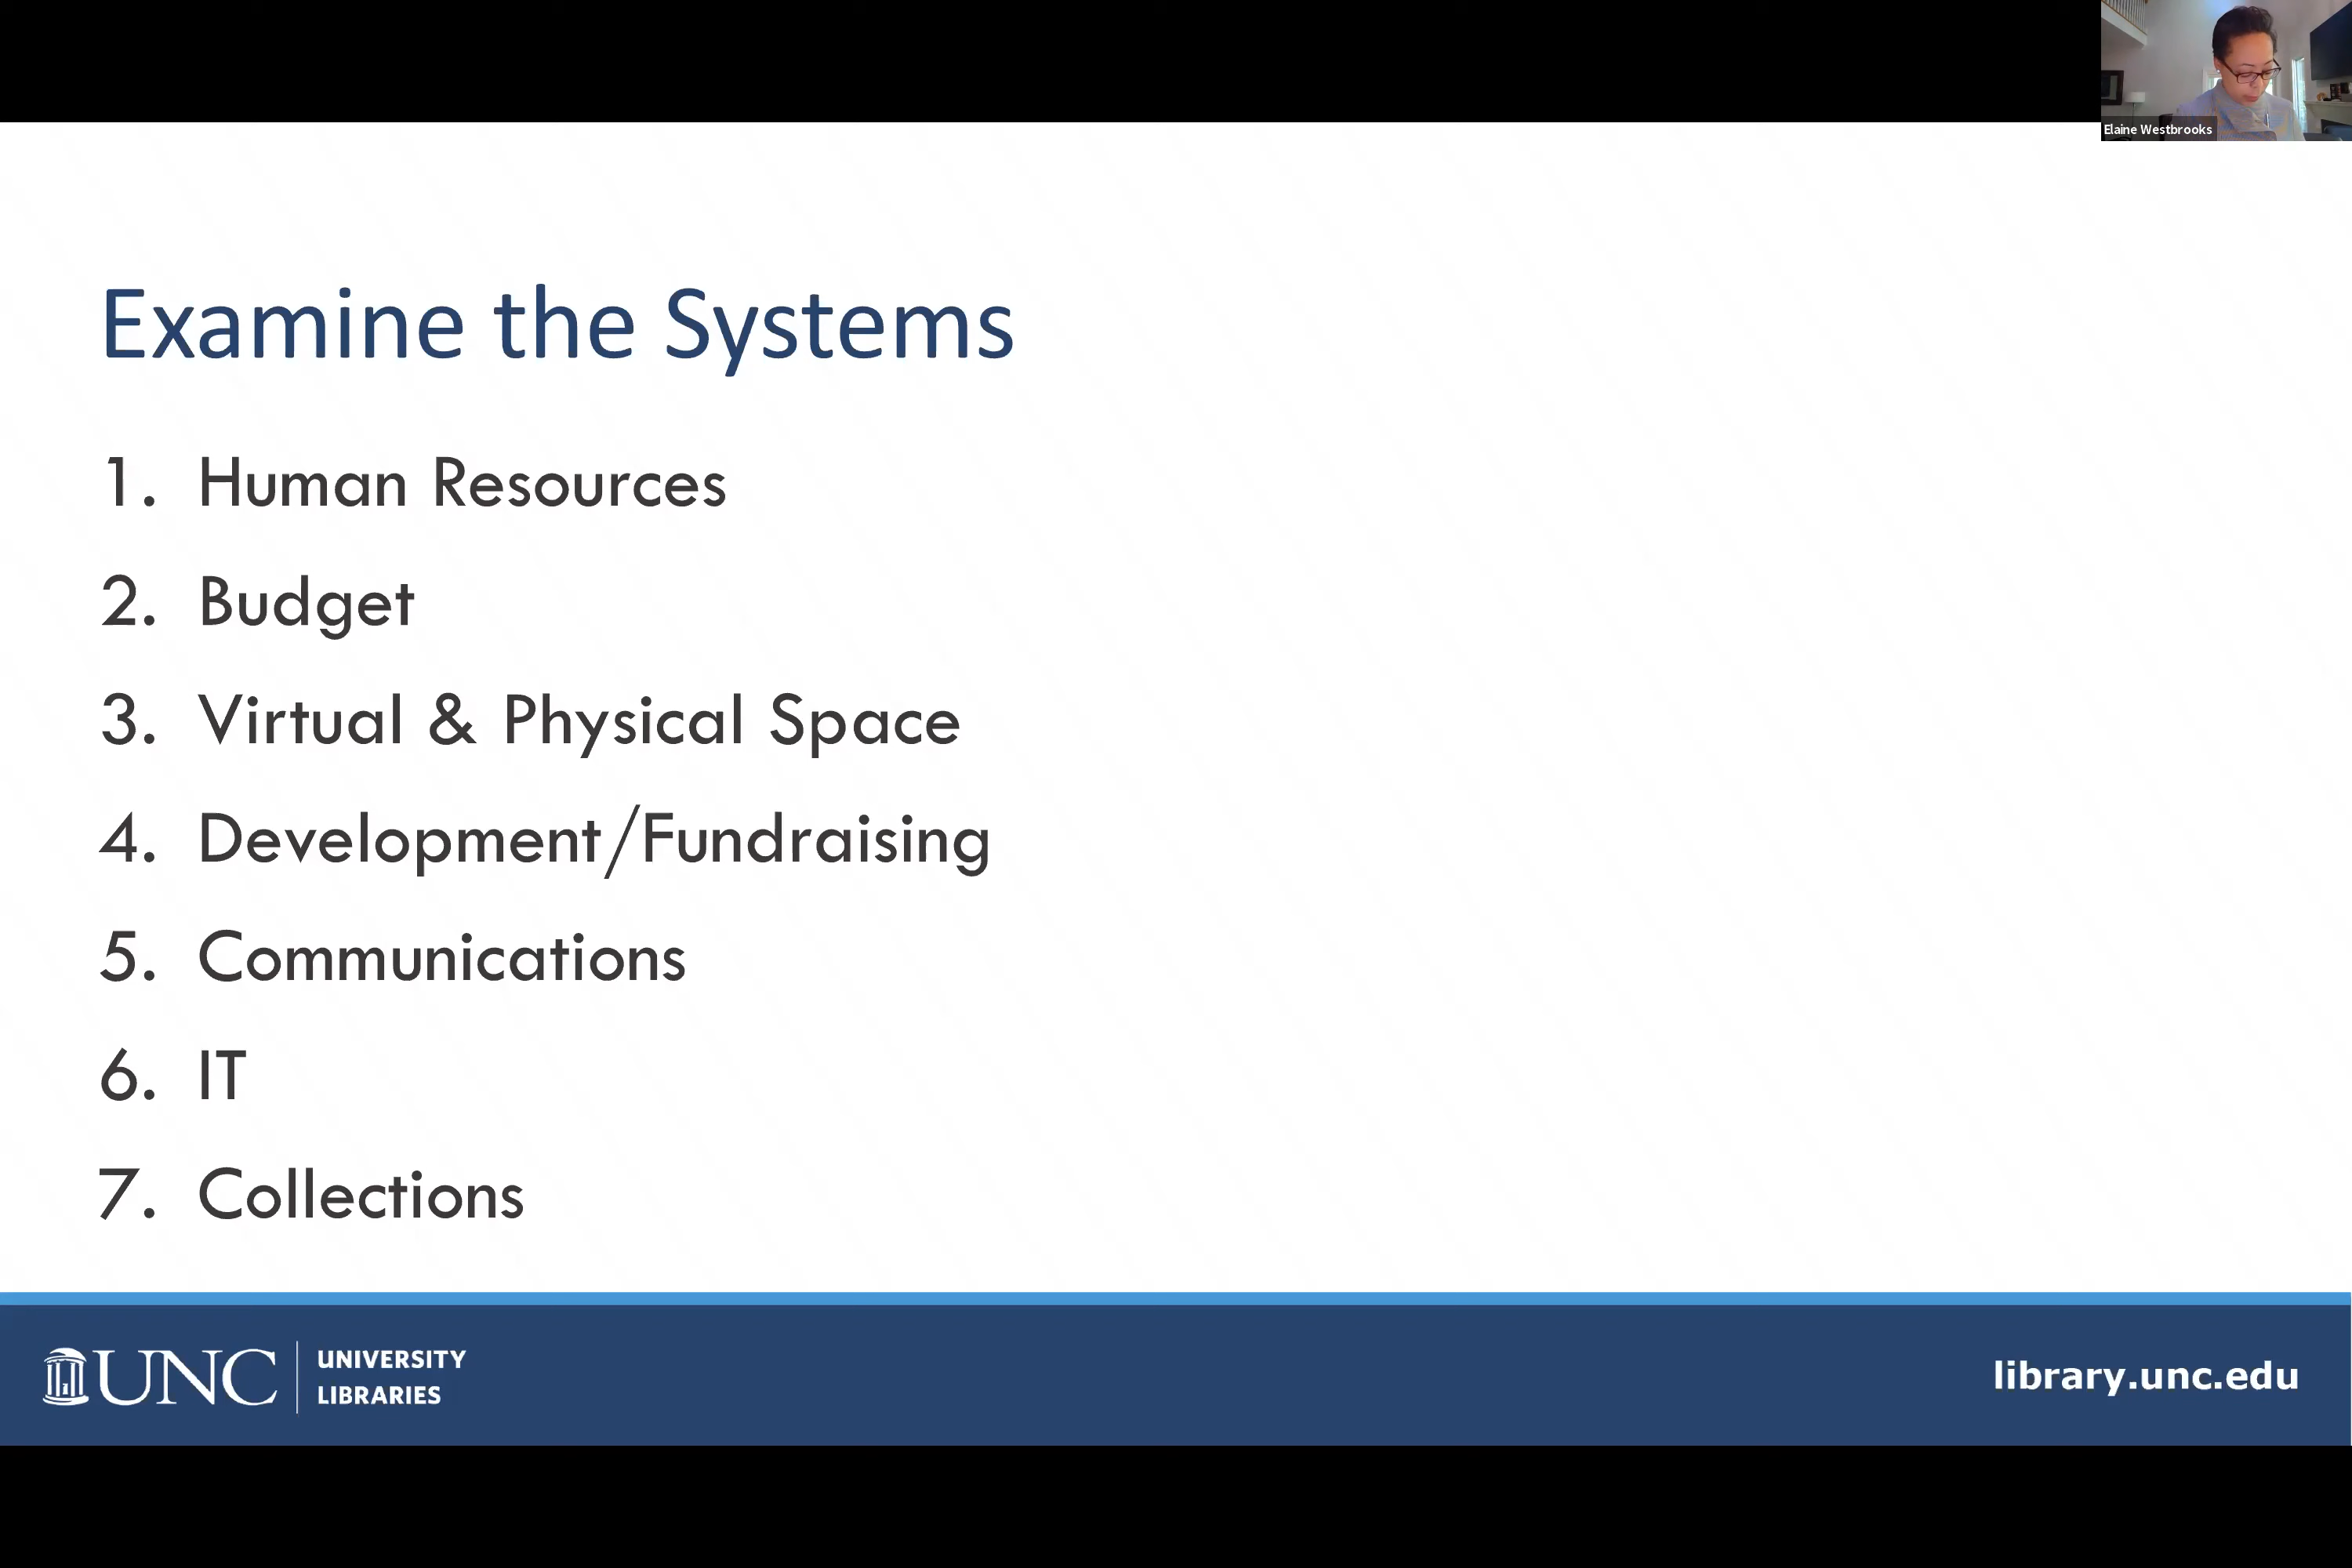 Elaine Westbrooks
Examine the Systems
1. Human Resources
2. Budget
3. Virtual & Physical Space
4. Development/Fundraising
5. Communications
6. IT
7. Collections
UNC
UNIVERSITY
LIBRARIES
library.unc.edu